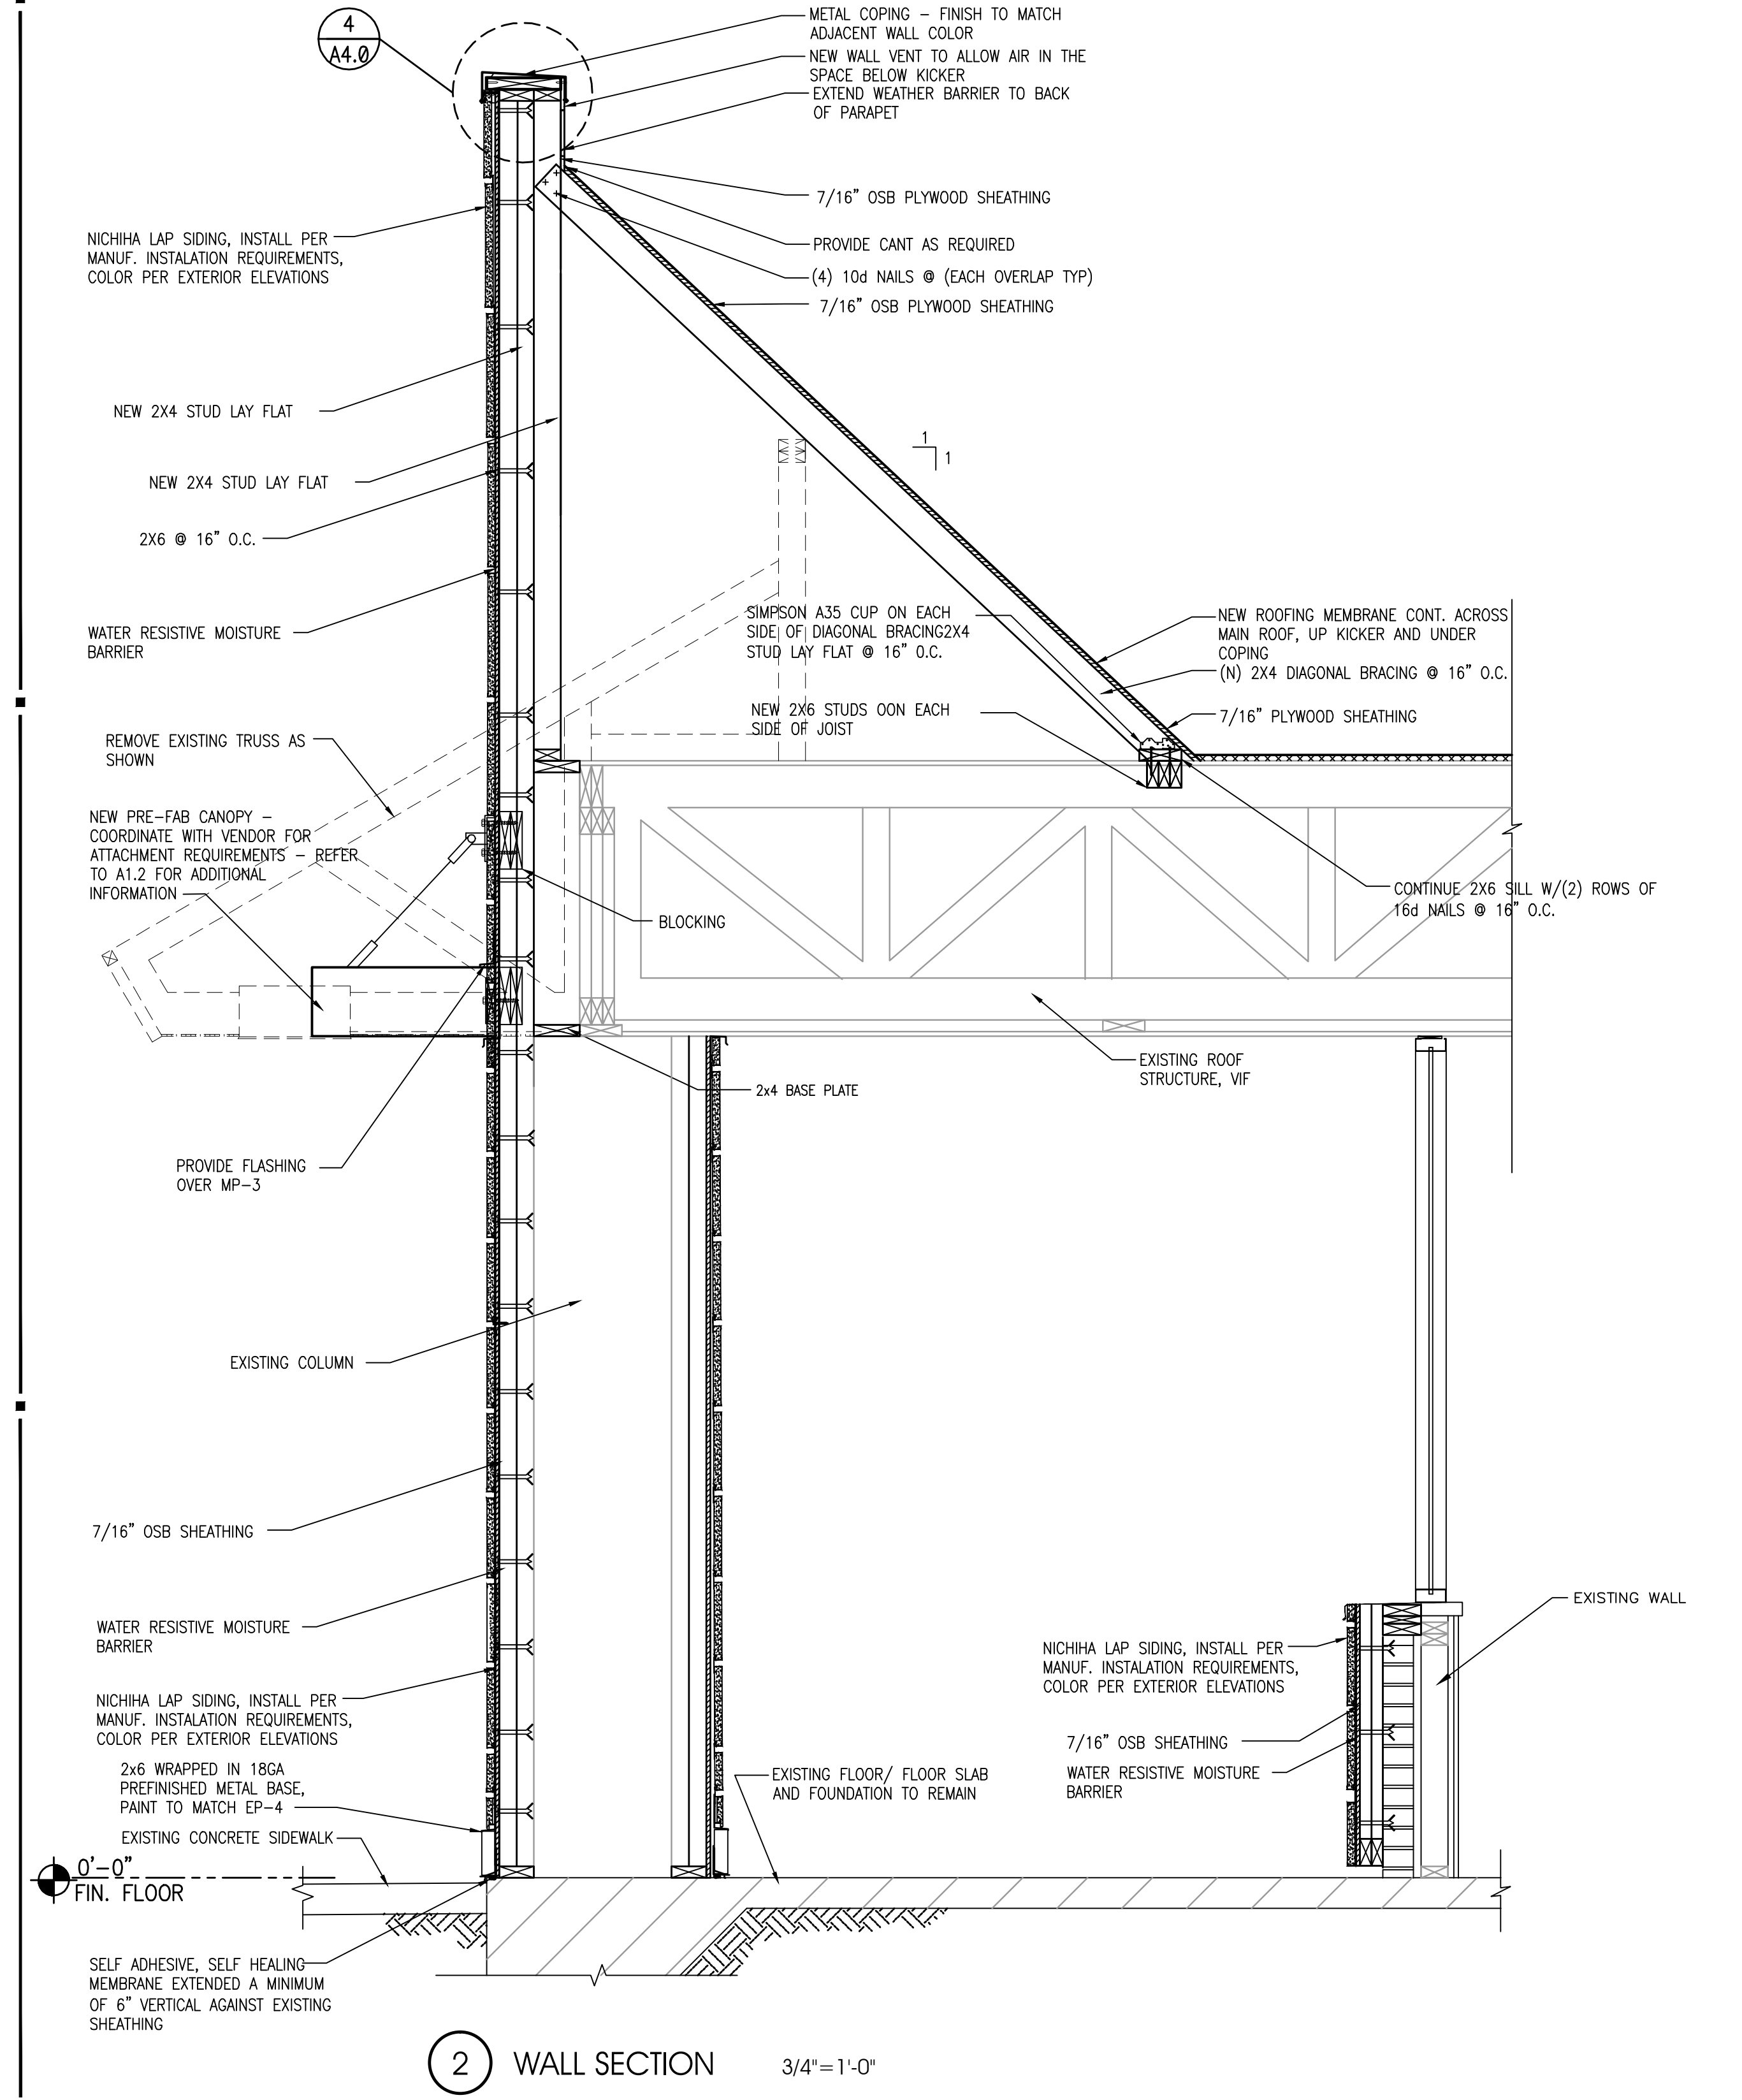 4
A4.0
METAL COPING – FINISH TO MATCH
ADJACENT WALL COLOR
NEW WALL VENT TO ALLOW AIR IN THE
SPACE BELOW KICKER
EXTEND WEATHER BARRIER TO BACK
OF PARAPET
7/16" OSB PLYWOOD SHEATHING
PROVIDE CANT AS REQUIRED
(4) 10d NAILS @ (EACH OVERLAP TYP)
7/16" OSB PLYWOOD SHEATHING
NICHIHA LAP SIDING, INSTALL PER
MANUF. INSTALATION REQUIREMENTS,
COLOR PER EXTERIOR ELEVATIONS
NEW 2X4 STUD LAY FLAT
NEW 2X4 STUD LAY FLAT
2X6 @ 16" O.C.
WATER RESISTIVE MOISTURE
BARRIER
1
1
SIMPSON A35 CUP ON EACH
SIDE OF DIAGONAL BRACING2X4
STUD LAY FLAT @ 16" O.C.
NEW 2X6 STUDS OON EACH
SIDE OF JOIST
NEW ROOFING MEMBRANE CONT. ACROSS
MAIN ROOF, UP KICKER AND UNDER
COPING
(N) 2X4 DIAGONAL BRACING @ 16" O.C.
7/16" PLYWOOD SHEATHING
REMOVE EXISTING TRUSS AS
SHOWN
NEW PRE–FAB CANOPY –
COORDINATE WITH VENDOR FOR
ATTACHMENT REQUIREMENTS – REFER
TO A1.2 FOR ADDITIONAL
INFORMATION
BLOCKING
CONTINUE 2X6 SILL W/(2) ROWS OF
16d NAILS @ 16" O.C.
EXISTING ROOF
STRUCTURE, VIF
2x4 BASE PLATE
PROVIDE FLASHING
OVER MP–3
EXISTING COLUMN
7/16" OSB SHEATHING
WATER RESISTIVE MOISTURE
BARRIER
NICHIHA LAP SIDING, INSTALL PER
MANUF. INSTALATION REQUIREMENTS,
COLOR PER EXTERIOR ELEVATIONS
2x6 WRAPPED IN 18GA
PREFINISHED METAL BASE,
PAINT TO MATCH EP–4
EXISTING CONCRETE SIDEWALK
0'–0"
FIN. FLOOR
SELF ADHESIVE, SELF HEALING
MEMBRANE EXTENDED A MINIMUM
OF 6" VERTICAL AGAINST EXISTING
SHEATHING
EXISTING FLOOR/ FLOOR SLAB
AND FOUNDATION TO REMAIN
EXISTING WALL
NICHIHA LAP SIDING, INSTALL PER
MANUF. INSTALATION REQUIREMENTS,
COLOR PER EXTERIOR ELEVATIONS
7/16" OSB SHEATHING
WATER RESISTIVE MOISTURE
BARRIER
2 WALL SECTION 3/4"=1'-0"